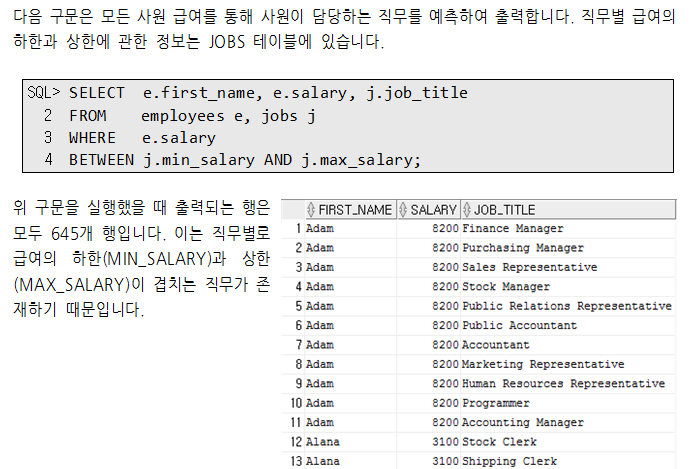 다음 구문은 모든 사원 급여를 통해 사원이 담당하는 직무를 예측하여 출력합니다. 직무별 급여의
하한과 상한에 관한 정보는 JOBS 테이블에 있습니다.
SQL> SELECT e.first_name, e.salary, j.job_title
2 FROM employees e, jobs j
3 WHERE e.salary
4 BETWEEN j.min_salary AND j.max_salary;
위 구문을 실행했을 때 출력되는 행은
모두 645개 행입니다. 이는 직무별로
급여의 하한(MIN_SALARY)과 상한
(MAX_SALARY)이 겹치는 직무가 존
재하기 때문입니다.
FIRST_NAME SALARY JOB_TITLE
1 Adam 8200 Finance Manager
2 Adam 8200 Purchasing Manager
3 Adam 8200 Sales Representative
4 Adam 8200 Stock Manager
5 Adam 8200 Public Relations Representative
6 Adam 8200 Public Accountant
7 Adam 8200 Accountant
8 Adam 8200 Marketing Representative
9 Adam 8200 Human Resources Representative
10 Adam 8200 Programmer
11 Adam 8200 Accounting Manager
12 Alana 3100 Stock Clerk
13 Alana 3100 Shipping Clerk